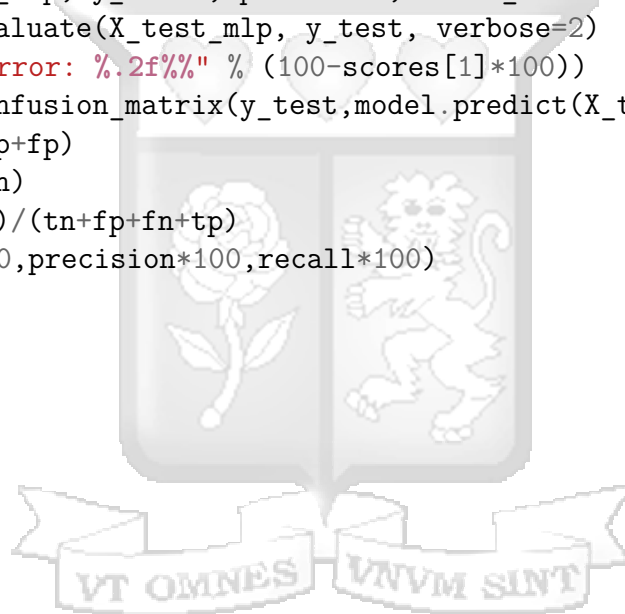 aluate(X_test_mlp, y_test, verbose=2)
rror: %.2f%%" % (100-scores[1]*100))
nfusion_matrix(y_test,model.predict(X_t
p+fp)
n)
)/(tn+fp+fn+tp)
0,precision*100,recall*100)
VT OMNES VNVM SINT